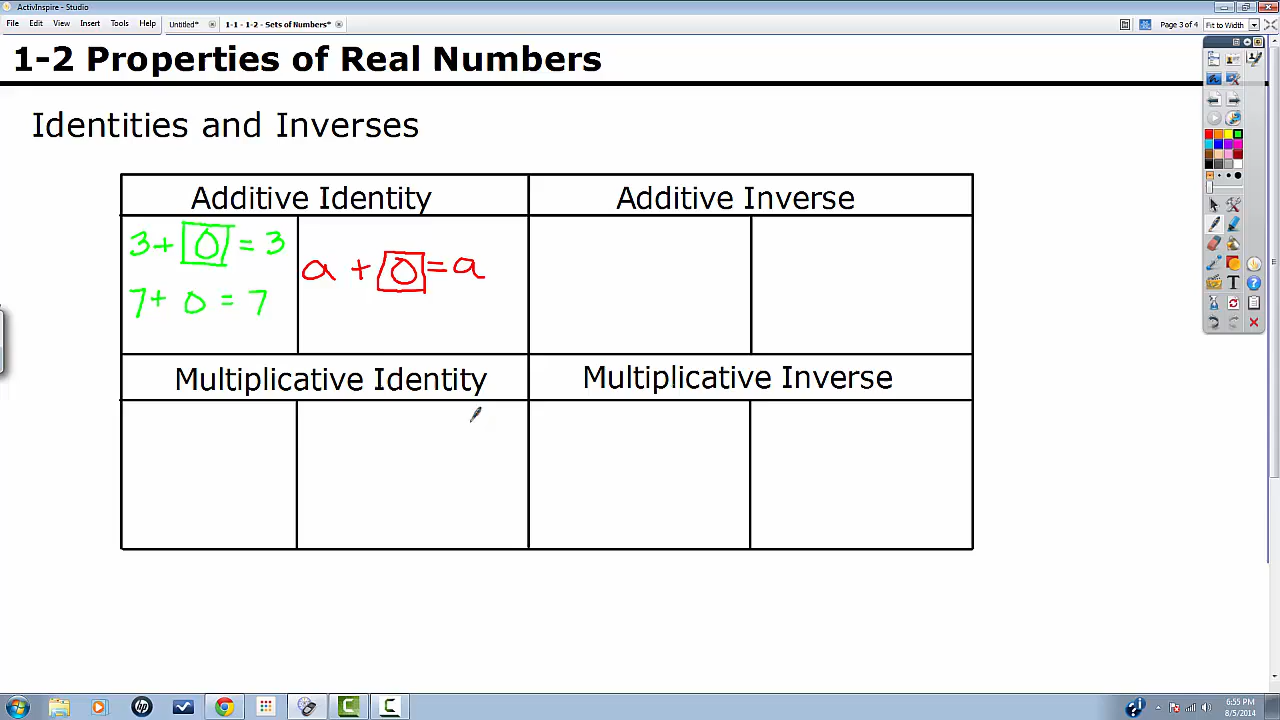 ActivInspire - Studio
File Edit View Insert Tools Help
Untitled*
1-1 - 1-2 - Sets of Numbers*
Page 3 of 4
Fit to Width
1-2 Properties of Real Numbers
Identities and Inverses
Additive Identity
Additive Inverse
3 + 0 = 3
a + 0 = a
7 + 0 = 7
Multiplicative Identity
Multiplicative Inverse
6:55 PM
8/5/2014